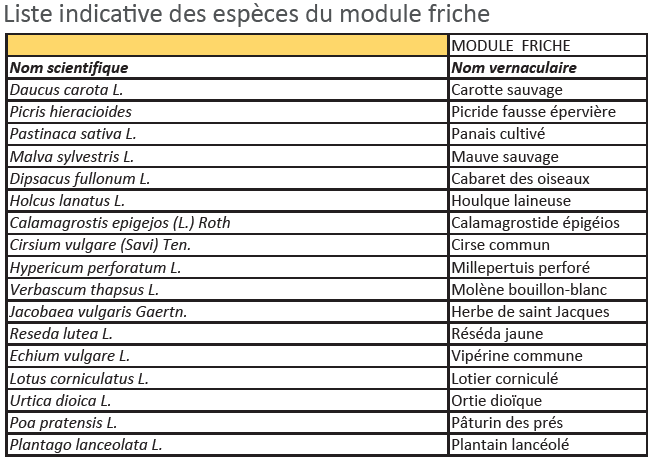 Liste indicative des espèces du module friche
MODULE FRICHE
Nom scientifique Nom vernaculaire
Daucus carota L. Carotte sauvage
Picris hieracioides Picride fausse épervière
Pastinaca sativa L. Panais cultivé
Malva sylvestris L. Mauve sauvage
Dipsacus fullonum L. Cabaret des oiseaux
Holcus lanatus L. Houlque laineuse
Calamagrostis epigejos (L.) Roth Calamagrostide épigéios
Cirsium vulgare (Savi) Ten. Cirse commun
Hypericum perforatum L. Millepertuis perforé
Verbascum thapsus L. Molène bouillon-blanc
Jacobaea vulgaris Gaertn. Herbe de saint Jacques
Reseda lutea L. Réséda jaune
Echium vulgare L. Vipérine commune
Lotus corniculatus L. Lotier corniculé
Urtica dioica L. Ortie dioïque
Poa pratensis L. Pâturin des prés
Plantago lanceolata L. Plantain lancéolé